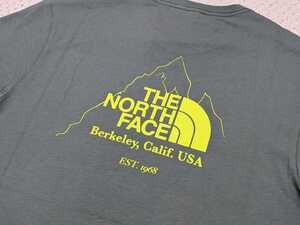 THE
NORTH
FACE
Berkeley, Calif. USA
EST. 1968